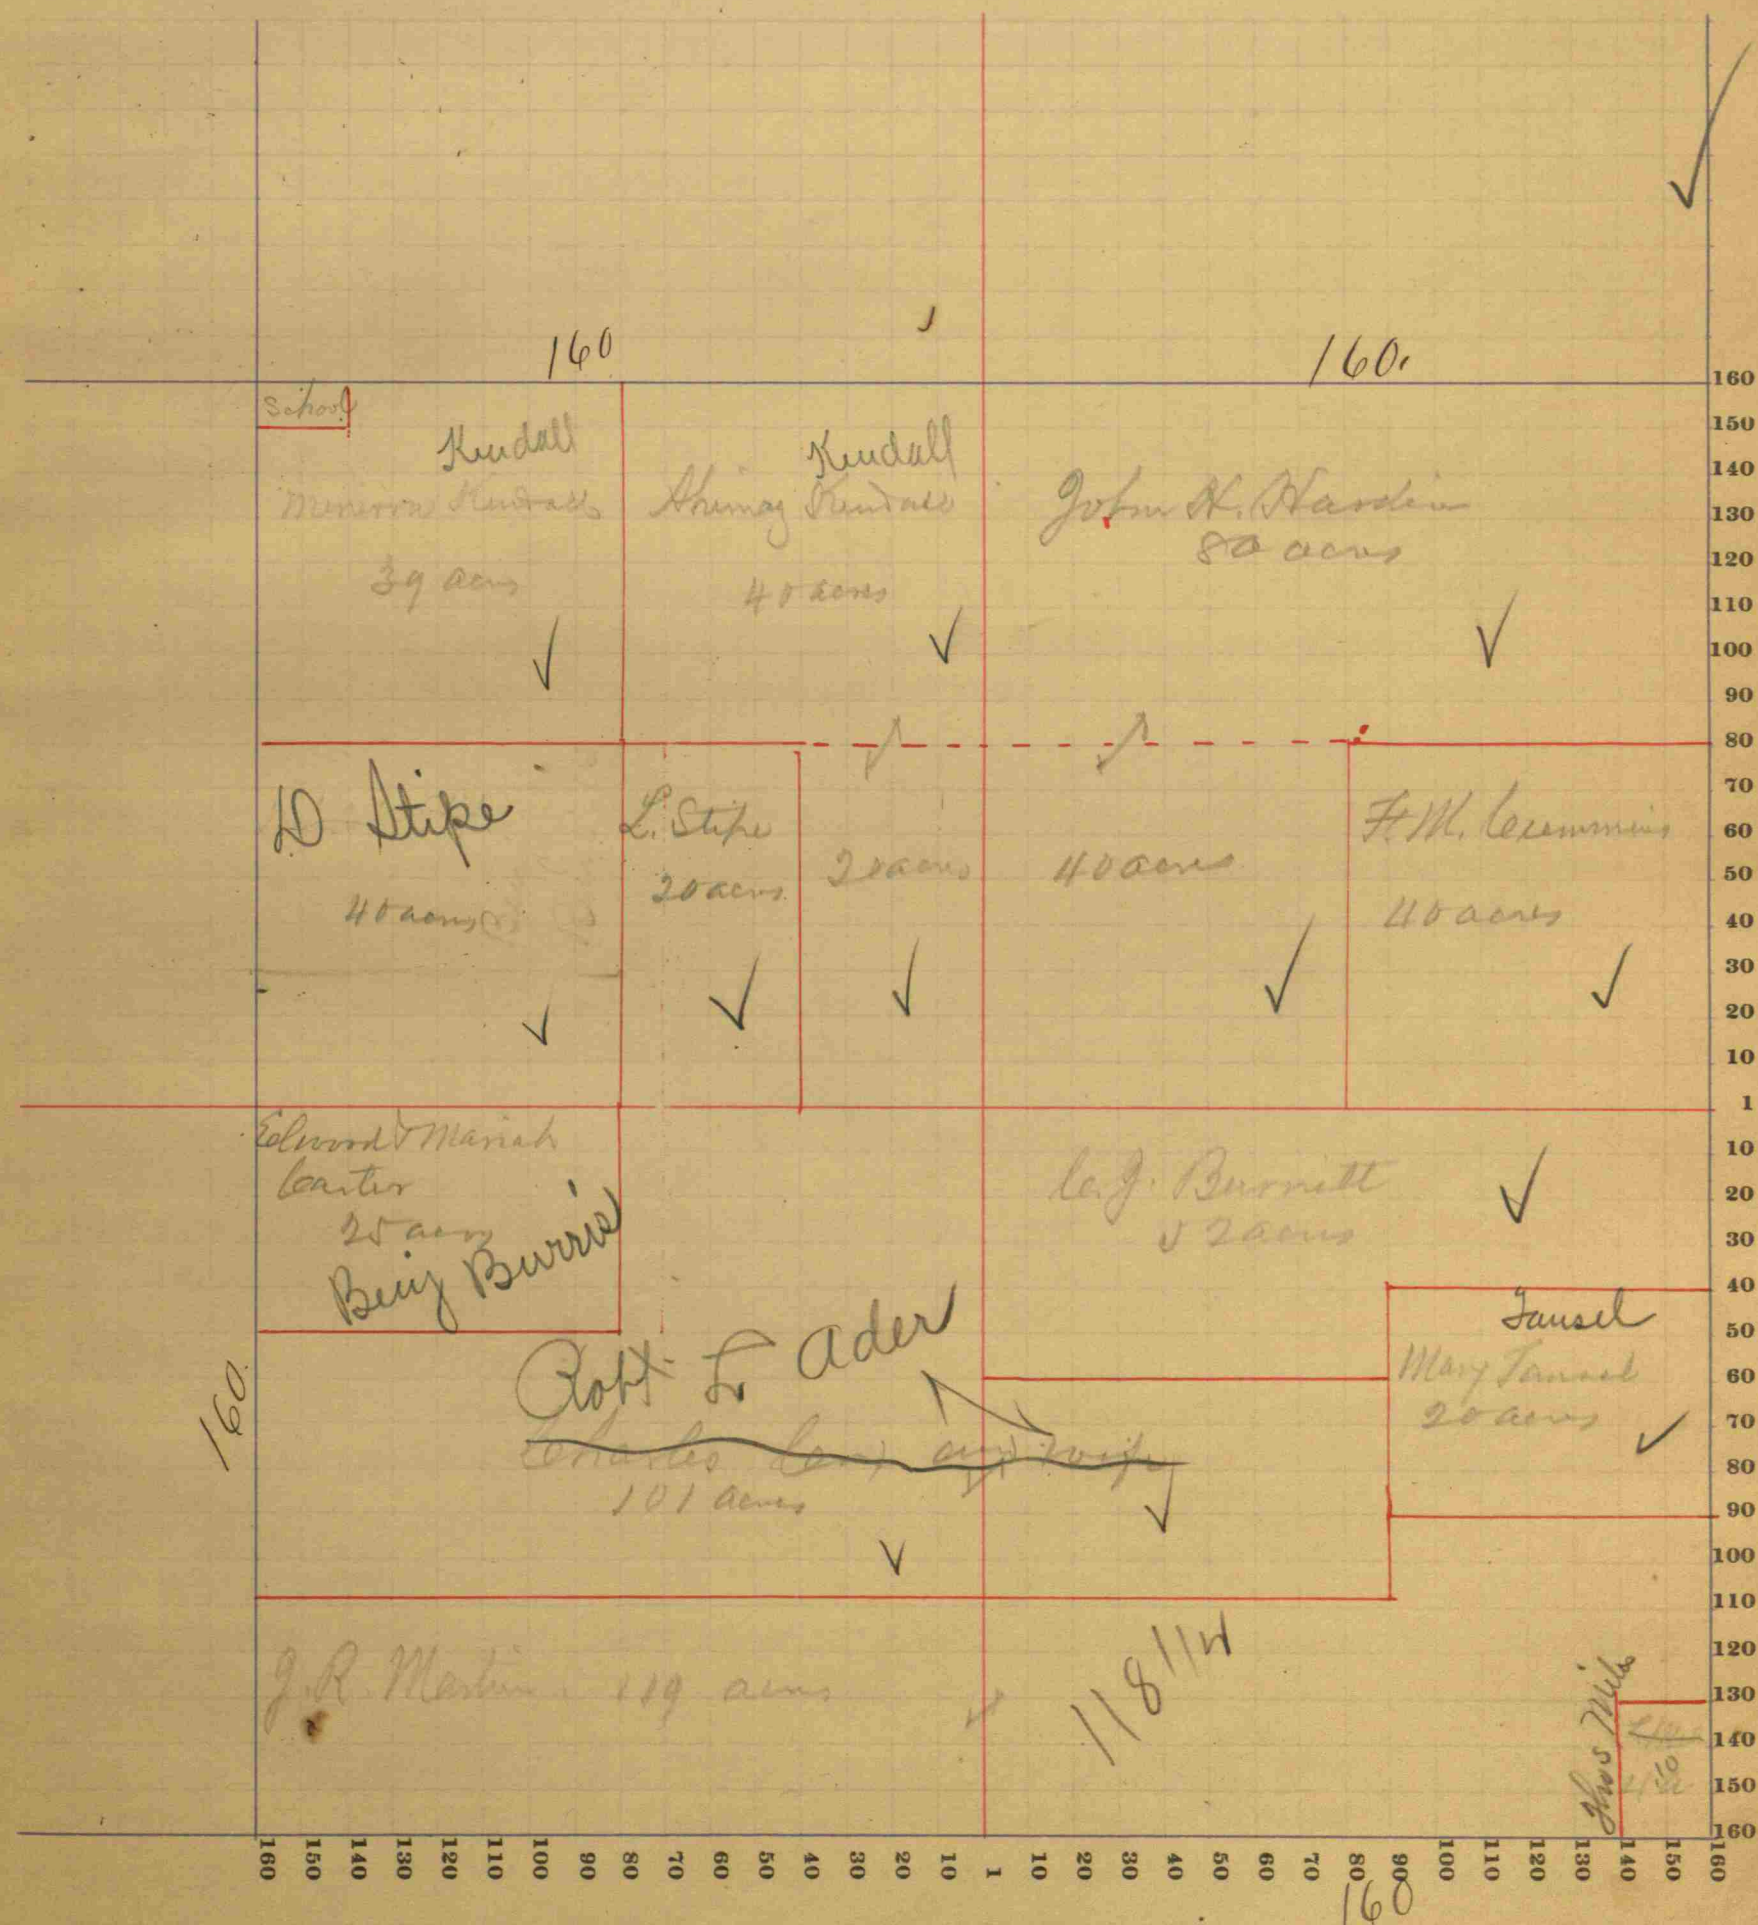 160
160.
School
Kendall
Minerva Kendall
39 acres
Kendall
Kendall
40 acres
John H. Hardin
80 acres
D Stipe
40 acres
L. Stipe
20 acres
20 acres
40 acres
F. M. Cummins
40 acres
Elwood & Mariah
Carter
25 acres
Benj Burris
C. J. Burnett
52 acres
Tansel
Mary Tansel
20 acres
Robt F Ader
Charles and wife
101 acres
160.
J. R. Martin 119 acres
118 1/4
Thos Miles
160
150
140
130
120
110
100
90
80
70
60
50
40
30
20
10
1
10
20
30
40
50
60
70
80
90
100
110
120
130
140
150
160
160 150 140 130 120 110 100 90 80 70 60 50 40 30 20 10 1 10 20 30 40 50 60 70 80 90 100 110 120 130 140 150 160
160